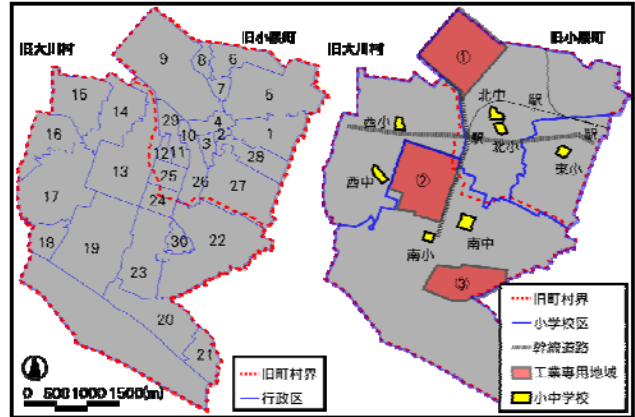 旧大川村
旧小泉町
9
8
6
7
5
15
14
29
4
10
2
1
3
16
12
11
28
13
25
26
27
17
24
18
19
30
22
23
20
21
0 500 1000 1500(m)
旧町村界
行政区
旧大川村
旧小泉町
①
北中
駅
西小
駅
北小
駅
東小
西中
②
南小
南中
③
旧町村界
小学校区
幹線道路
工業専用地域
小中学校